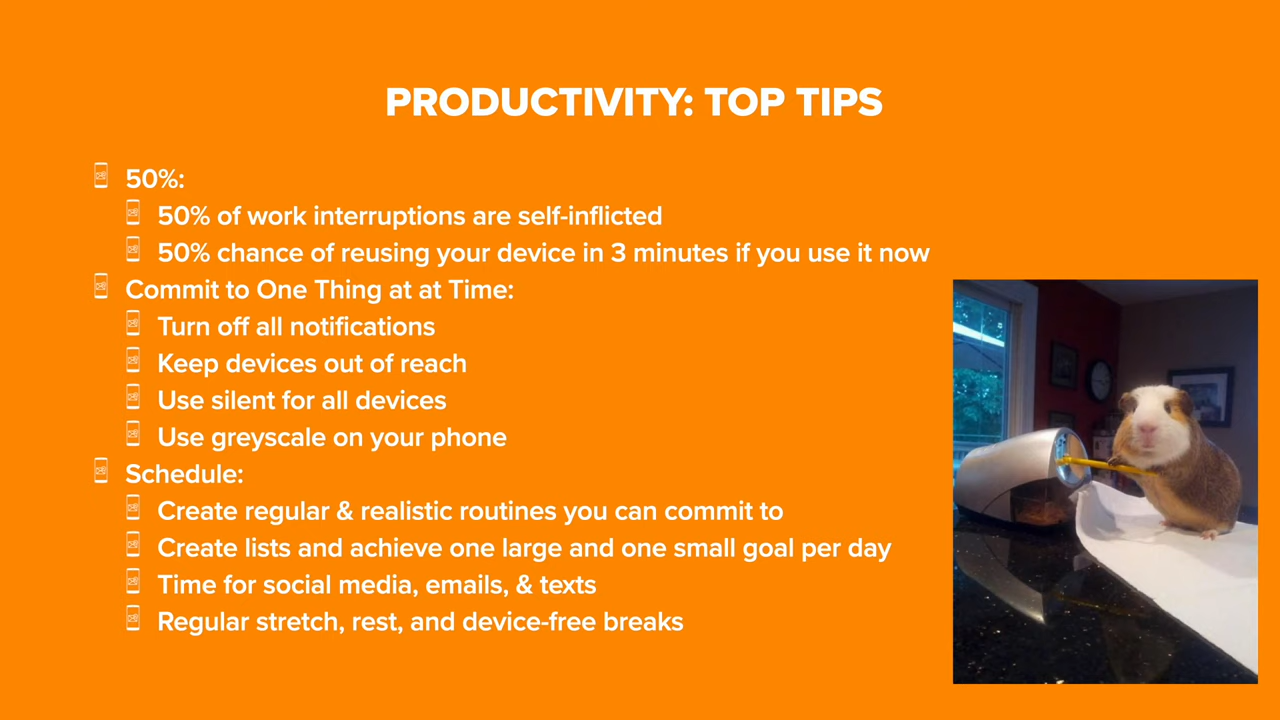 PRODUCTIVITY: TOP TIPS
50%:
50% of work interruptions are self-inflicted
50% chance of reusing your device in 3 minutes if you use it now
Commit to One Thing at at Time:
Turn off all notifications
Keep devices out of reach
Use silent for all devices
Use greyscale on your phone
Schedule:
Create regular & realistic routines you can commit to
Create lists and achieve one large and one small goal per day
Time for social media, emails, & texts
Regular stretch, rest, and device-free breaks